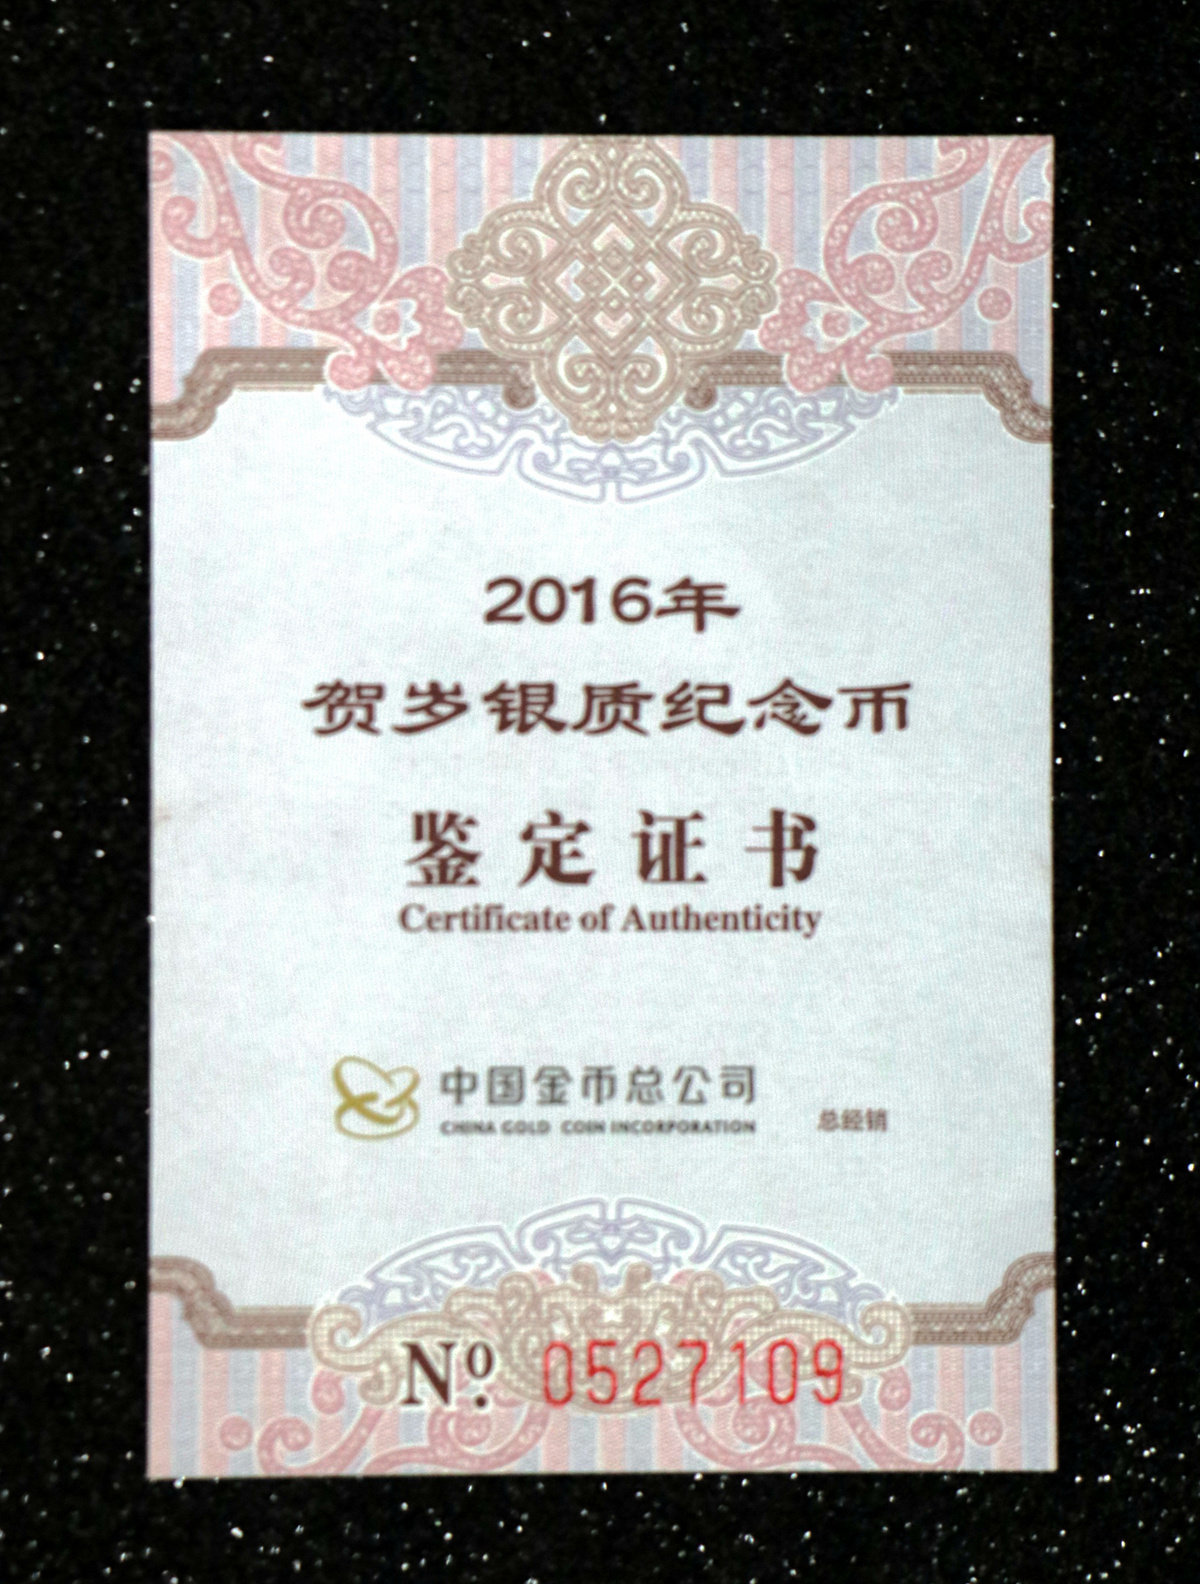 2016年
贺岁银质纪念币
鉴定证书
Certificate of Authenticity
中国金币总公司
CHINA GOLD COIN INCORPORATION
总经销
Nº 0527109